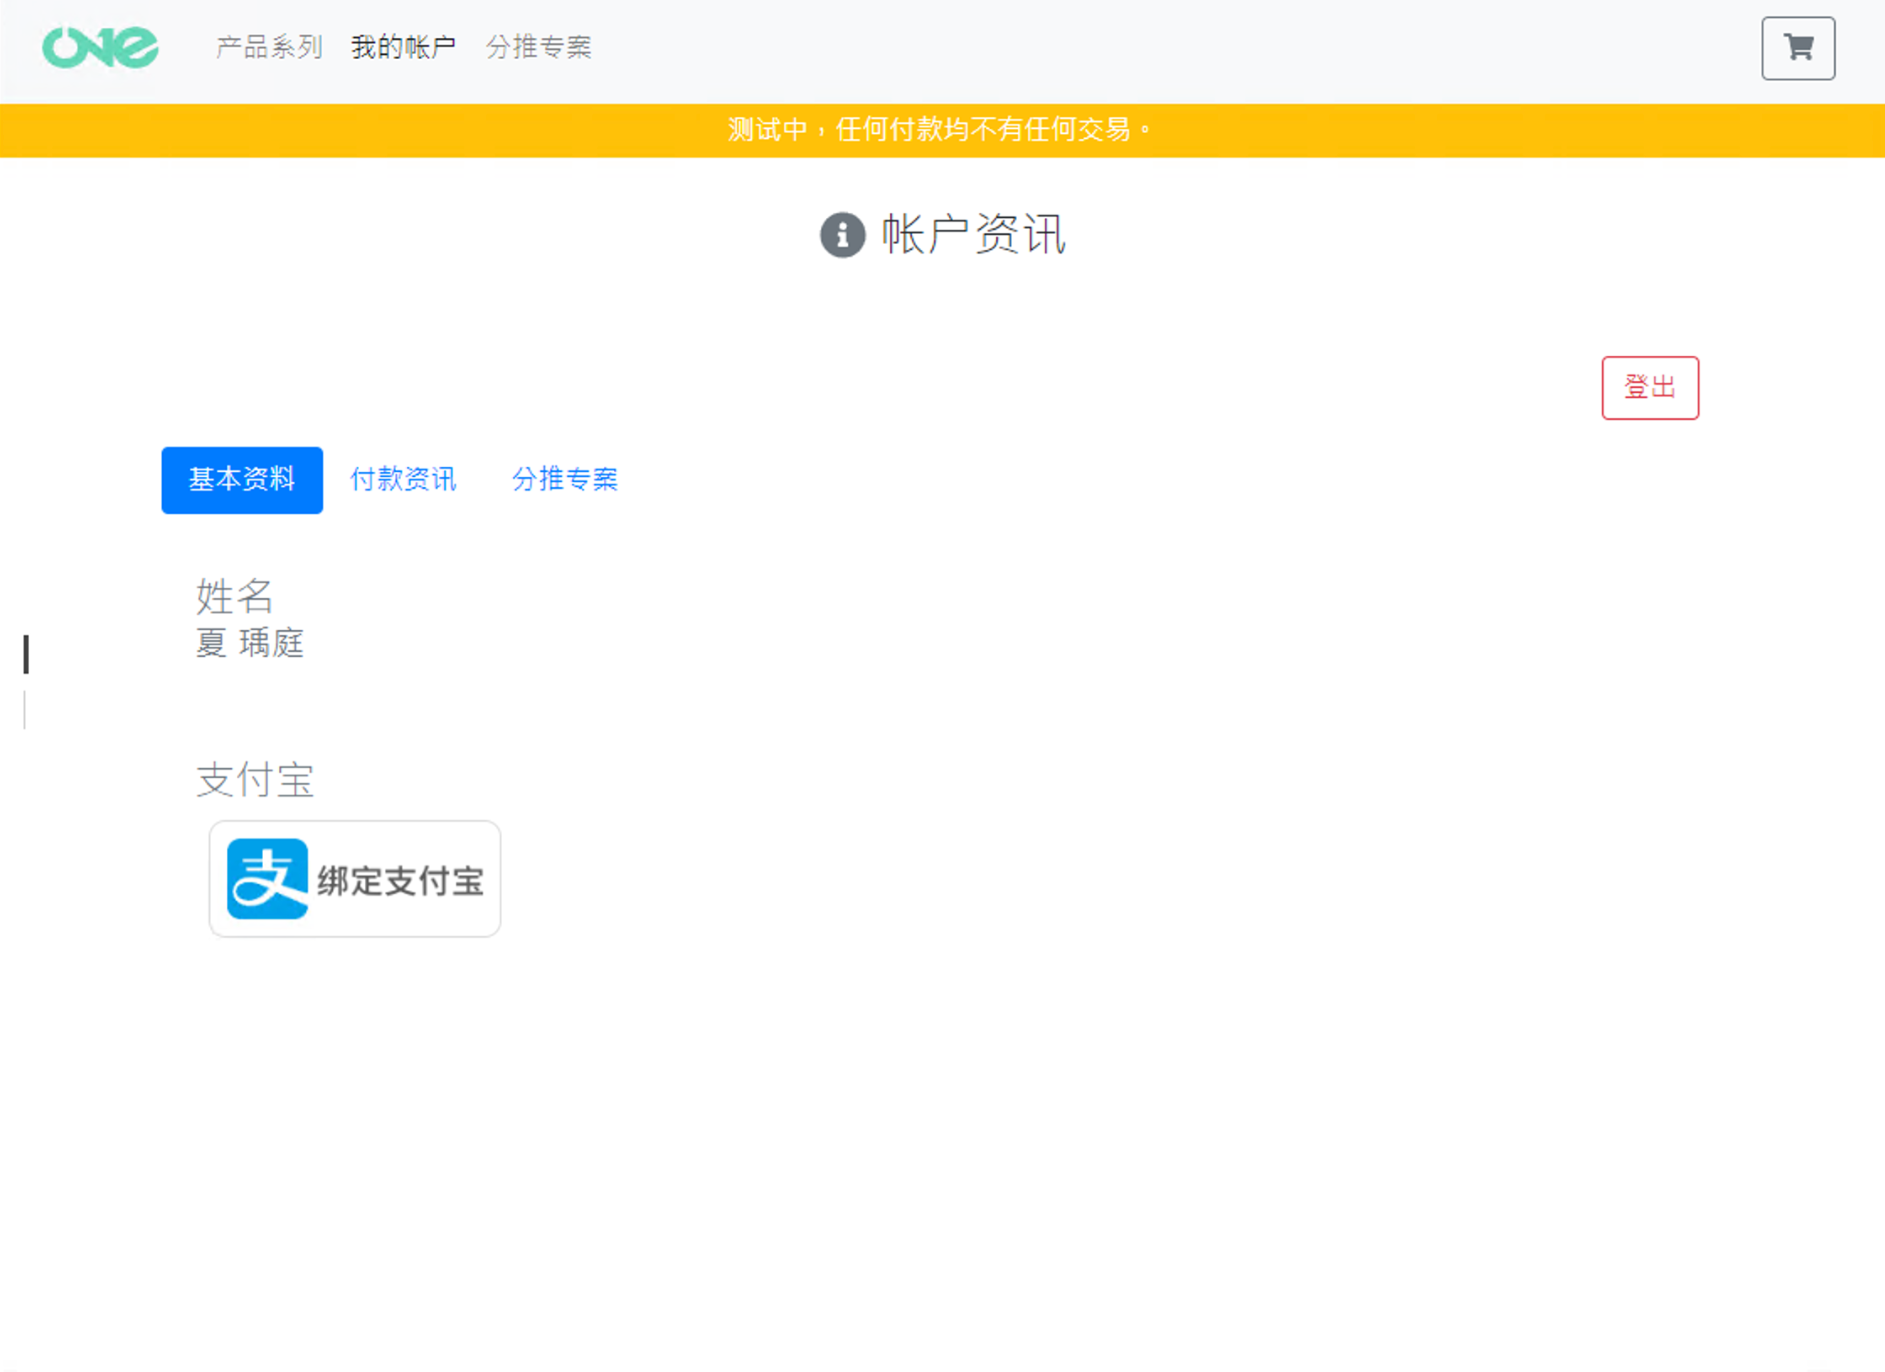 ONE
产品系列 我的帐户 分推专案
测试中，任何付款均不有任何交易。
帐户资讯
登出
基本资料 付款资讯 分推专案
姓名
夏 瑀庭
支付宝
支 绑定支付宝